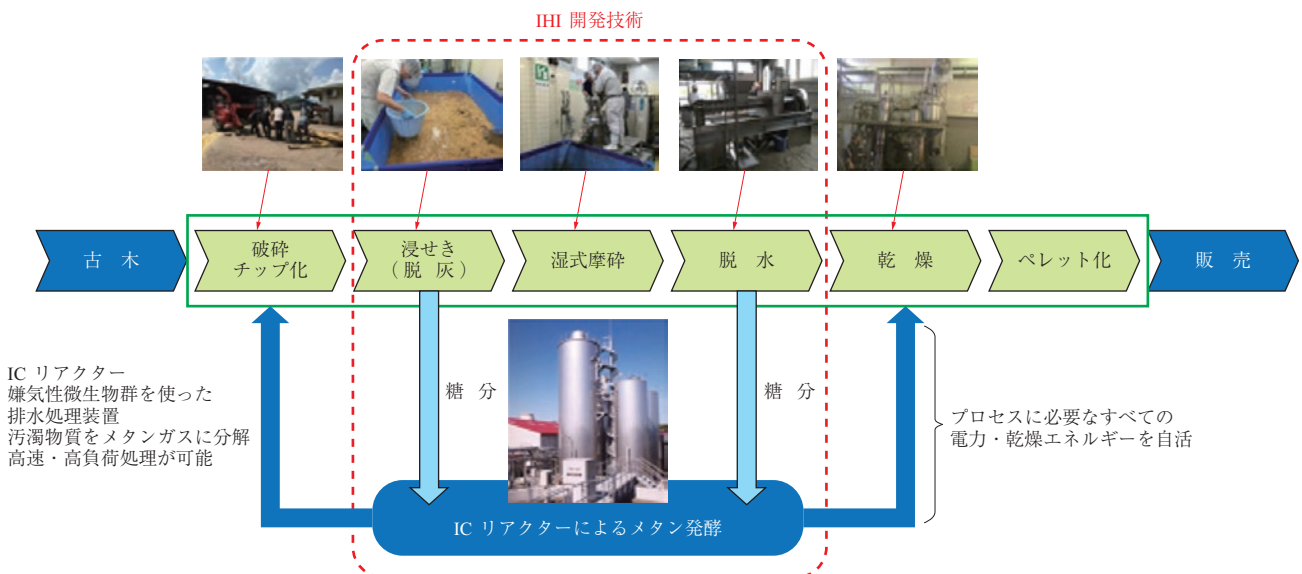 IHI 開発技術
古 木
破砕
チップ化
浸せき
( 脱 灰 )
湿式摩砕
脱 水
乾 燥
ペレット化
販 売
IC リアクター
嫌気性微生物群を使った
排水処理装置
汚濁物質をメタンガスに分解
高速・高負荷処理が可能
糖 分
糖 分
プロセスに必要なすべての
電力・乾燥エネルギーを自活
IC リアクターによるメタン発酵